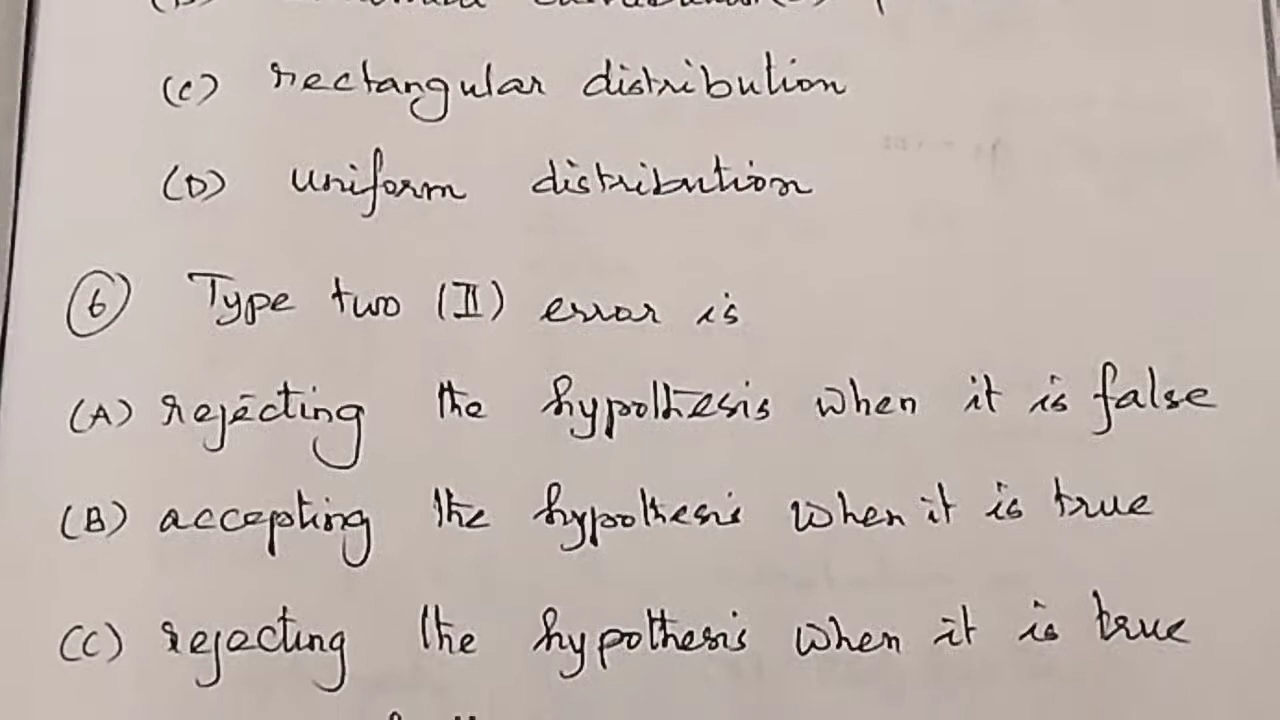 (C) rectangular distribution
(D) uniform distribution
(6) Type two (II) error is
(A) rejecting the hypothesis when it is false
(B) accepting the hypothesis when it is true
(C) rejecting the hypothesis when it is true